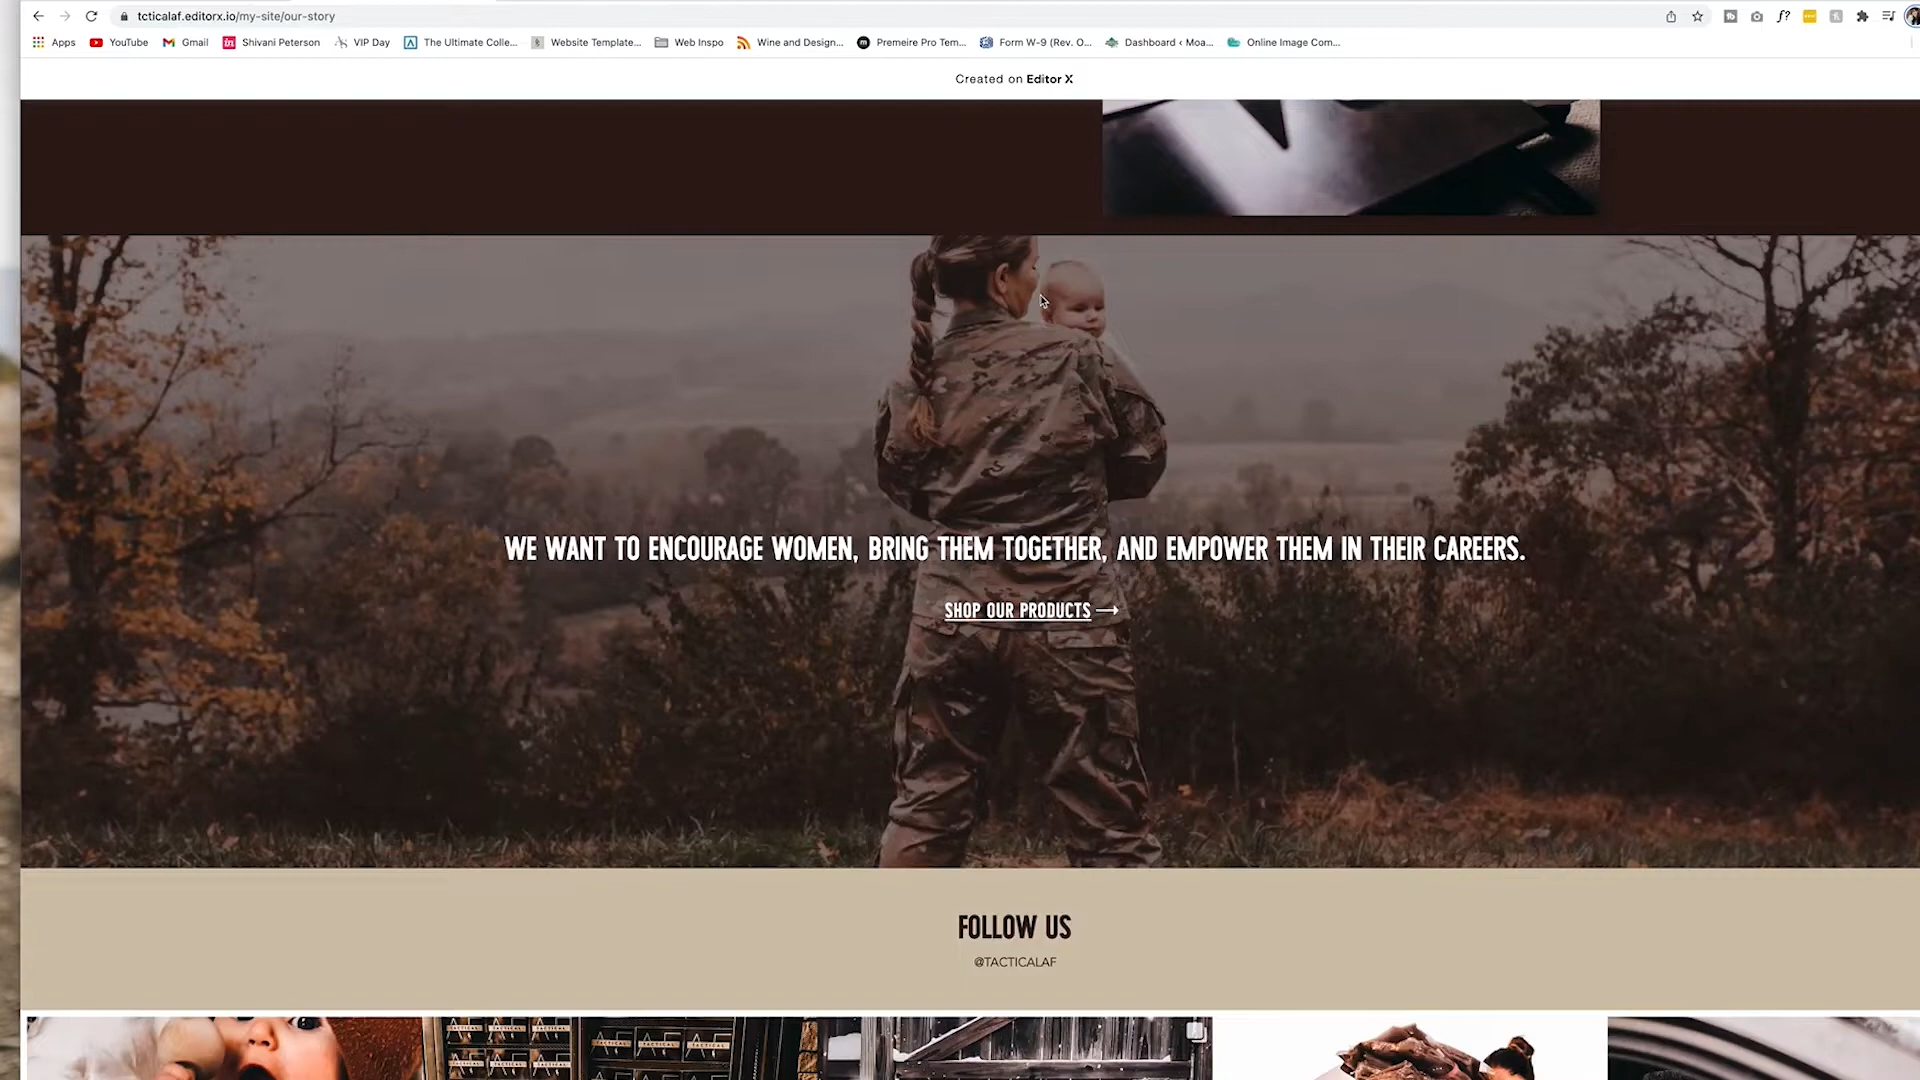 tcticalaf.editorx.io/my-site/our-story
Apps YouTube Gmail Shivani Peterson VIP Day The Ultimate Colle... Website Template... Web Inspo Wine and Design... Premeire Pro Tem... Form W-9 (Rev. O... Dashboard ‹ Moa... Online Image Com...
Created on Editor X
WE WANT TO ENCOURAGE WOMEN, BRING THEM TOGETHER, AND EMPOWER THEM IN THEIR CAREERS.
SHOP OUR PRODUCTS →
FOLLOW US
@TACTICALAF